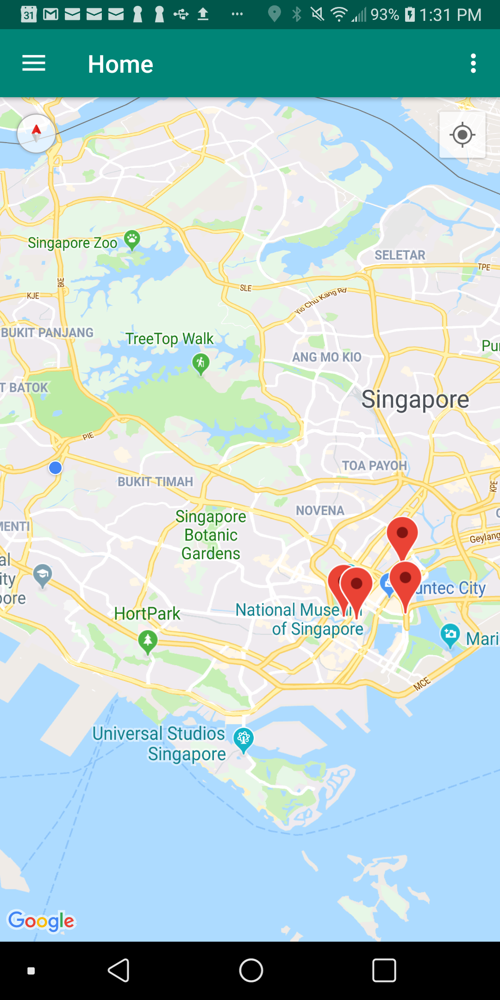 31
93%
1:31 PM
Home
Singapore Zoo
SELETAR
TPE
BKE
SLE
KJE
Yio Chu Kang Rd
BUKIT PANJANG
TreeTop Walk
Pu
ANG MO KIO
T BATOK
Singapore
PIE
TOA PAYOH
BUKIT TIMAH
KPE
NOVENA
MENTI
Singapore
Botanic
Gardens
Geylang
al
ity
ore
untec City
HortPark
National Museum
of Singapore
Mari
MCE
Universal Studios
Singapore
Google